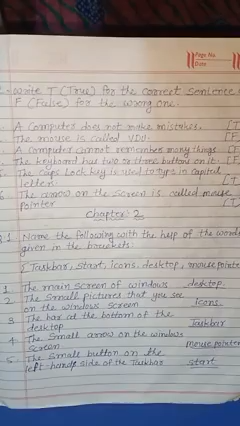 Page No.
Date
- Write T (True) for the correct sentence
F (False) for the wrong one.
A Computer does not make mistakes. [T
The mouse is called VDU. [F
A Computer cannot remember many things [F
The keyboard has two or three buttons on it. [F
The Caps Lock key is used to type in capital
letters [T
The arrow on the screen is called mouse
pointer [T
Chapter: 2
1 Name the following with the help of the words
given in the brackets:
[Taskbar, start, icons, desktop, mouse pointer
1 The main screen of windows desktop.
2 The Small pictures that you see
on the windows screen Icons.
3 The bar at the bottom of the
desktop Taskbar
4. The Small arrow on the windows
screen mouse pointer
5. The Small button on the
left-hand side of the Taskbar start